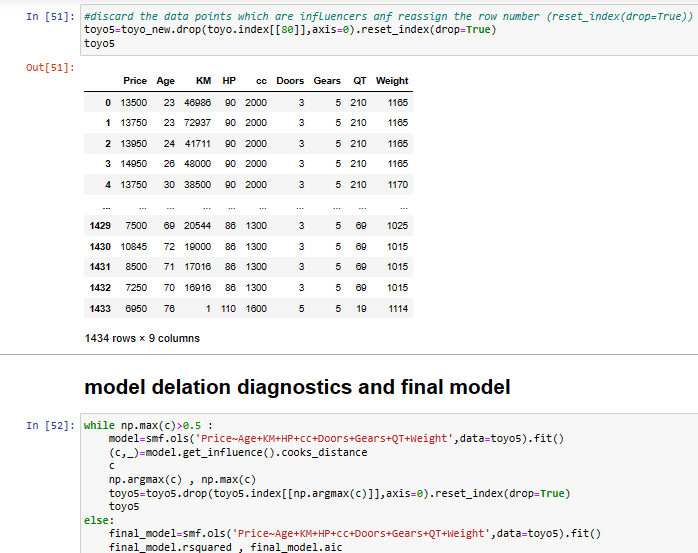 In [51]: #discard the data points which are influencers anf reassign the row number (reset_index(drop=True))
toyo5=toyo_new.drop(toyo.index[[80]],axis=0).reset_index(drop=True)
toyo5
Out[51]:
Price Age KM HP cc Doors Gears QT Weight
0 13500 23 46986 90 2000 3 5 210 1165
1 13750 23 72937 90 2000 3 5 210 1165
2 13950 24 41711 90 2000 3 5 210 1165
3 14950 26 48000 90 2000 3 5 210 1165
4 13750 30 38500 90 2000 3 5 210 1170
... ... ... ... ... ... ... ... ... ...
1429 7500 69 20544 86 1300 3 5 69 1025
1430 10845 72 19000 86 1300 3 5 69 1015
1431 8500 71 17016 86 1300 3 5 69 1015
1432 7250 70 16916 86 1300 3 5 69 1015
1433 6950 76 1 110 1600 5 5 19 1114
1434 rows × 9 columns
model delation diagnostics and final model
In [52]: while np.max(c)>0.5 :
model=smf.ols('Price~Age+KM+HP+cc+Doors+Gears+QT+Weight',data=toyo5).fit()
(c,_)=model.get_influence().cooks_distance
c
np.argmax(c) , np.max(c)
toyo5=toyo5.drop(toyo5.index[[np.argmax(c)]],axis=0).reset_index(drop=True)
toyo5
else:
final_model=smf.ols('Price~Age+KM+HP+cc+Doors+Gears+QT+Weight',data=toyo5).fit()
final_model.rsquared , final_model.aic